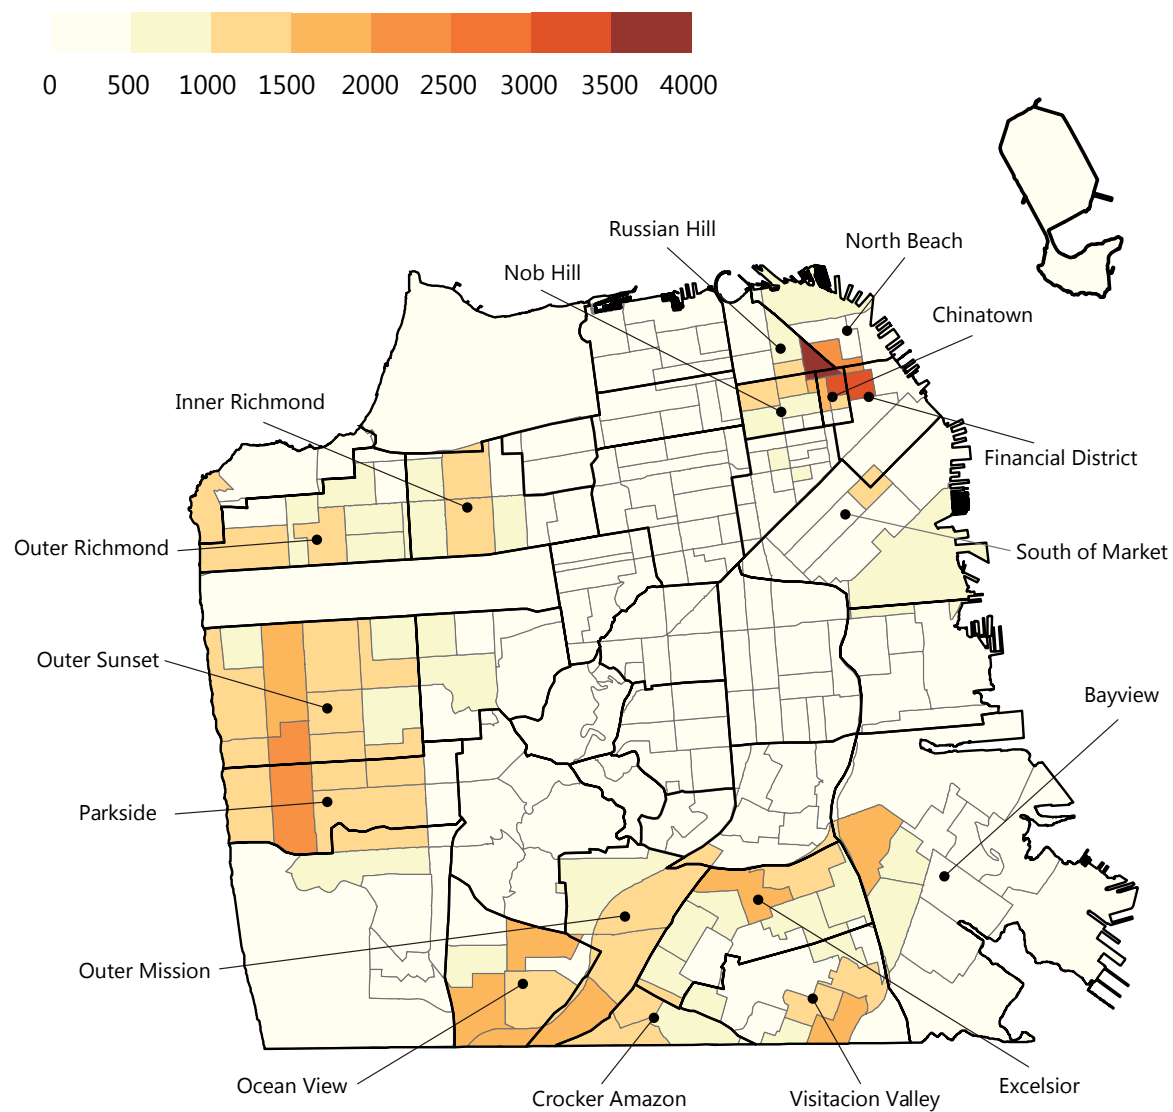 0 500 1000 1500 2000 2500 3000 3500 4000
Russian Hill
North Beach
Nob Hill
Chinatown
Inner Richmond
Financial District
Outer Richmond
South of Market
Outer Sunset
Bayview
Parkside
Outer Mission
Ocean View
Crocker Amazon
Visitacion Valley
Excelsior